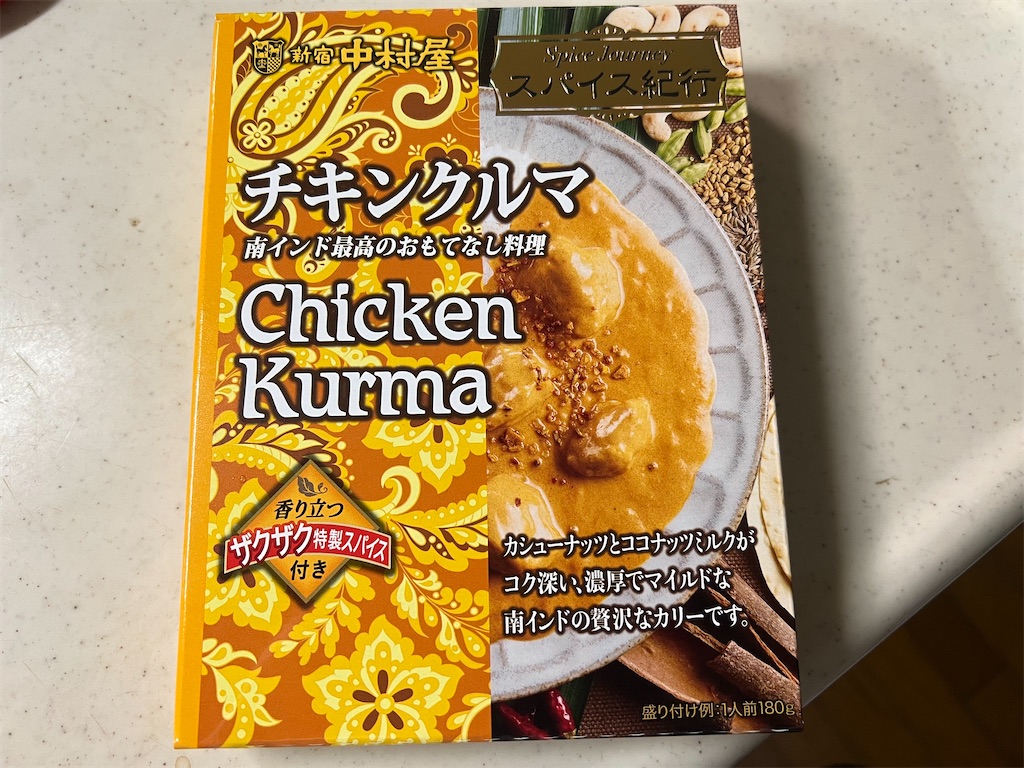 新宿 中村屋
Spice Journey
スパイス紀行
チキンクルマ
南インド最高のおもてなし料理
Chicken
Kurma
香り立つ
ザクザク特製スパイス
付き
カシューナッツとココナッツミルクが
コク深い、濃厚でマイルドな
南インドの贅沢なカリーです。
盛り付け例:1人前180g